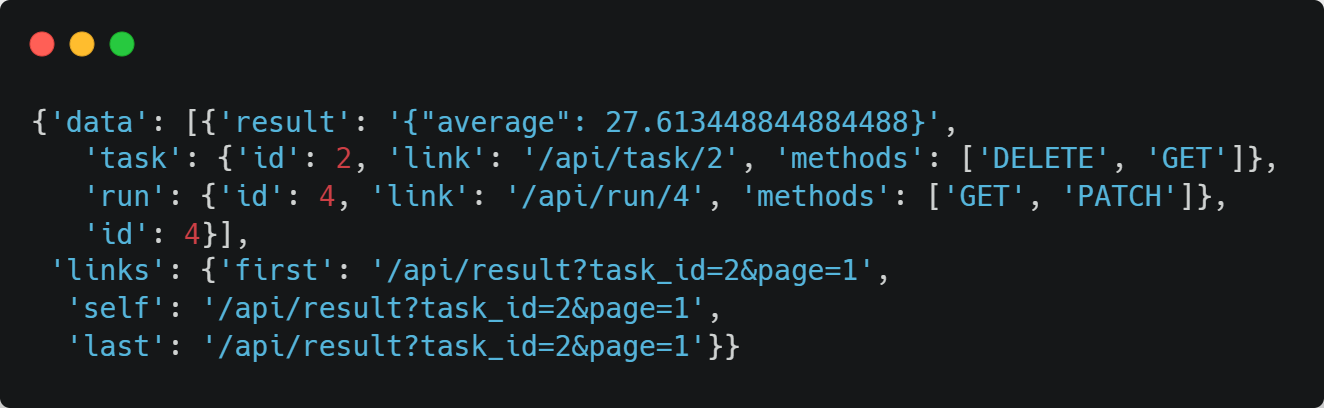 {'data': [{'result': '{"average": 27.613448844884488}',
   'task': {'id': 2, 'link': '/api/task/2', 'methods': ['DELETE', 'GET']},
   'run': {'id': 4, 'link': '/api/run/4', 'methods': ['GET', 'PATCH']},
   'id': 4}],
 'links': {'first': '/api/result?task_id=2&page=1',
  'self': '/api/result?task_id=2&page=1',
  'last': '/api/result?task_id=2&page=1'}}